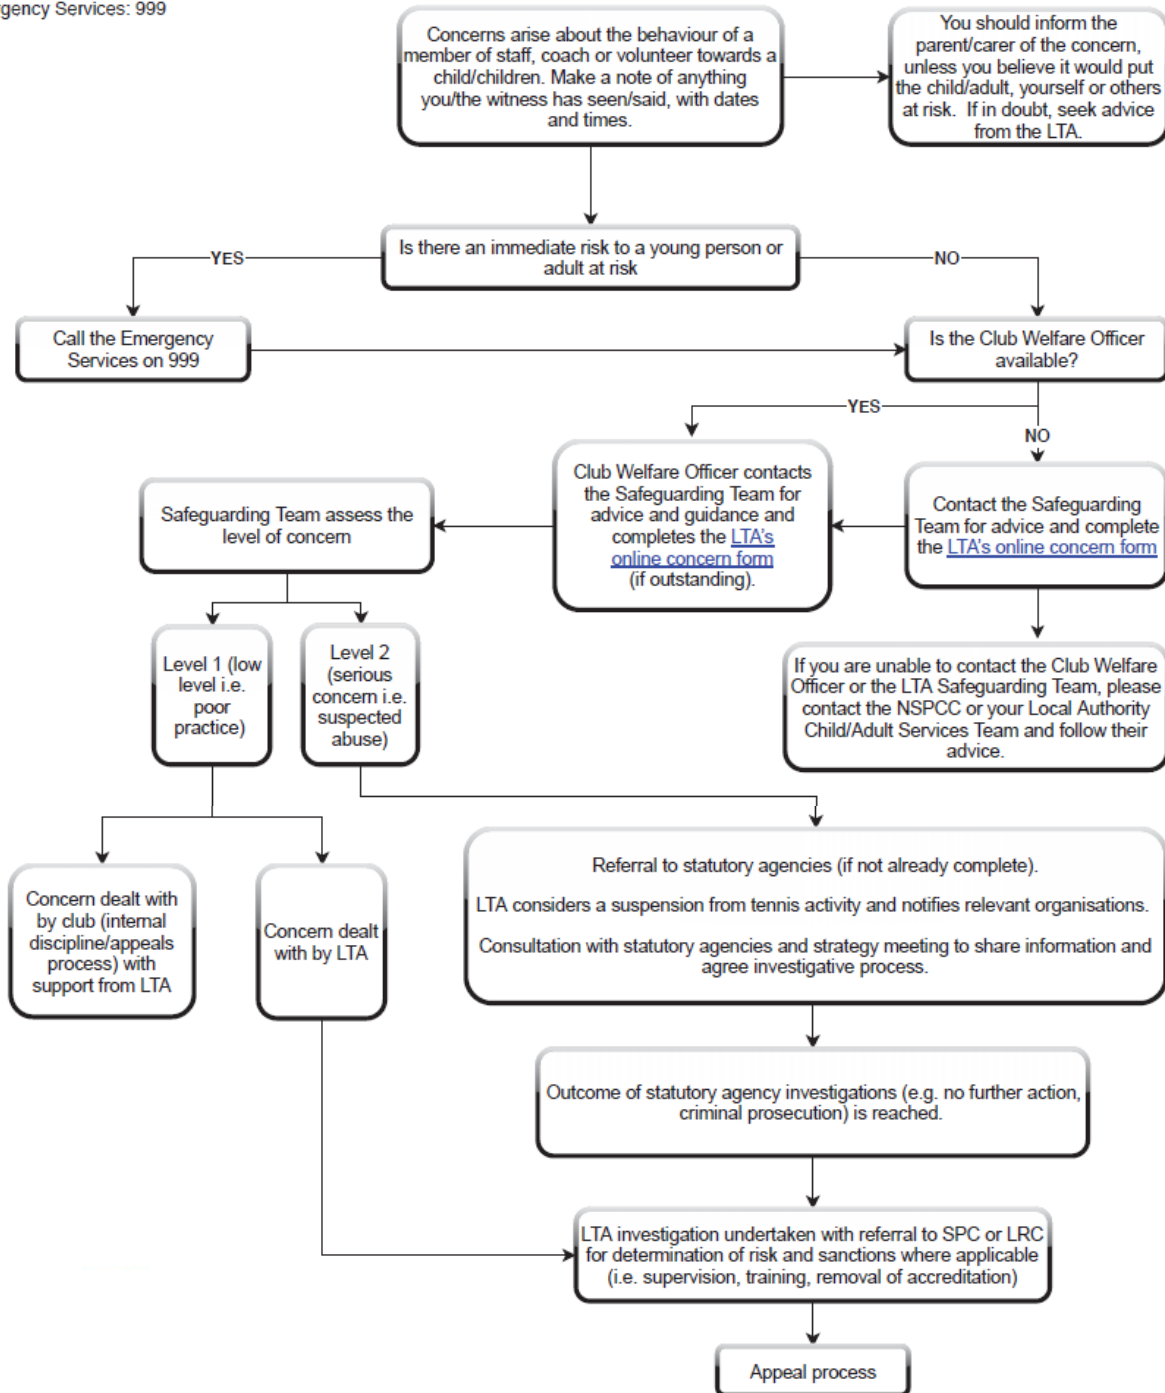 rgency Services: 999
Concerns arise about the behaviour of a
member of staff, coach or volunteer towards a
child/children. Make a note of anything
you/the witness has seen/said, with dates
and times.
You should inform the
parent/carer of the concern,
unless you believe it would put
the child/adult, yourself or others
at risk. If in doubt, seek advice
from the LTA.
Is there an immediate risk to a young person or
adult at risk
YES
NO
Call the Emergency
Services on 999
Is the Club Welfare Officer
available?
YES
NO
Club Welfare Officer contacts
the Safeguarding Team for
advice and guidance and
completes the LTA's
online concern form
(if outstanding).
Contact the Safeguarding
Team for advice and complete
the LTA's online concern form
Safeguarding Team assess the
level of concern
Level 1 (low
level i.e.
poor
practice)
Level 2
(serious
concern i.e.
suspected
abuse)
If you are unable to contact the Club Welfare
Officer or the LTA Safeguarding Team, please
contact the NSPCC or your Local Authority
Child/Adult Services Team and follow their
advice.
Concern dealt with
by club (internal
discipline/appeals
process) with
support from LTA
Concern dealt
with by LTA
Referral to statutory agencies (if not already complete).
LTA considers a suspension from tennis activity and notifies relevant organisations.
Consultation with statutory agencies and strategy meeting to share information and
agree investigative process.
Outcome of statutory agency investigations (e.g. no further action,
criminal prosecution) is reached.
LTA investigation undertaken with referral to SPC or LRC
for determination of risk and sanctions where applicable
(i.e. supervision, training, removal of accreditation)
Appeal process